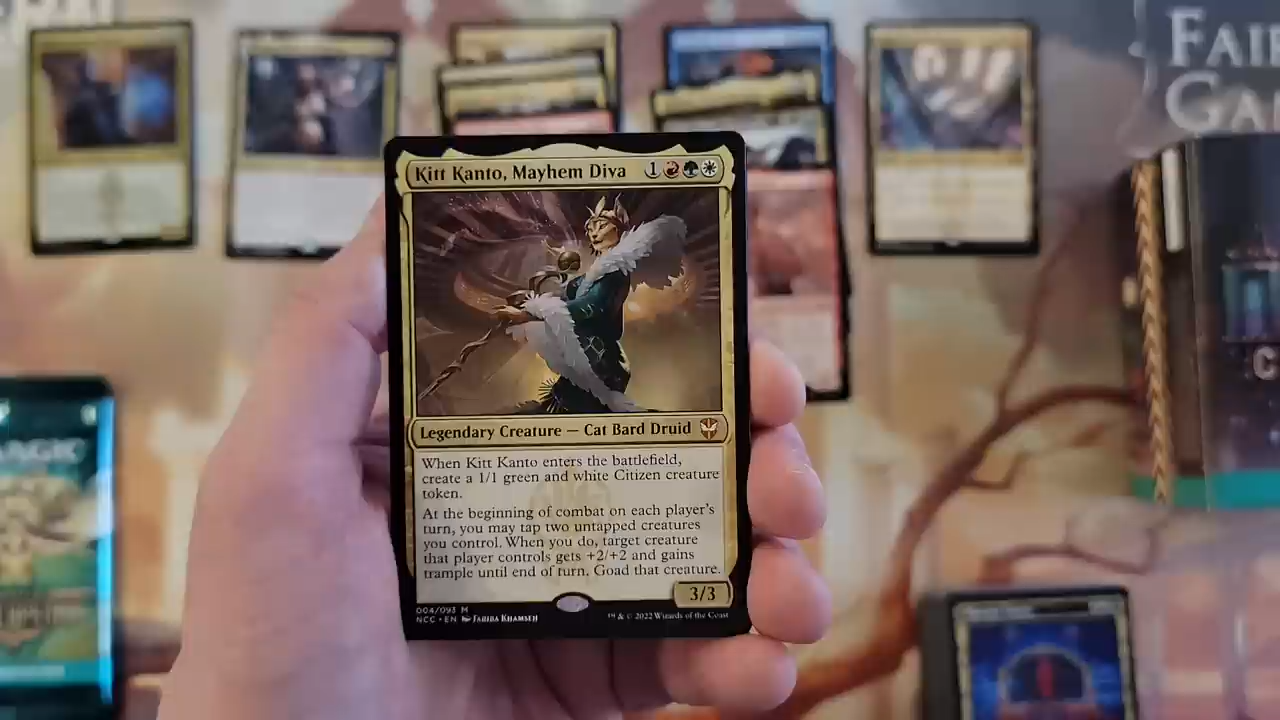 Kitt Kanto, Mayhem Diva 1
Legendary Creature — Cat Bard Druid
When Kitt Kanto enters the battlefield,
create a 1/1 green and white Citizen creature
token.
At the beginning of combat on each player's
turn, you may tap two untapped creatures
you control. When you do, target creature
that player controls gets +2/+2 and gains
trample until end of turn. Goad that creature.
3/3
004/093 M
NCC • EN Fariba Khamseh
™ & © 2022 Wizards of the Coast